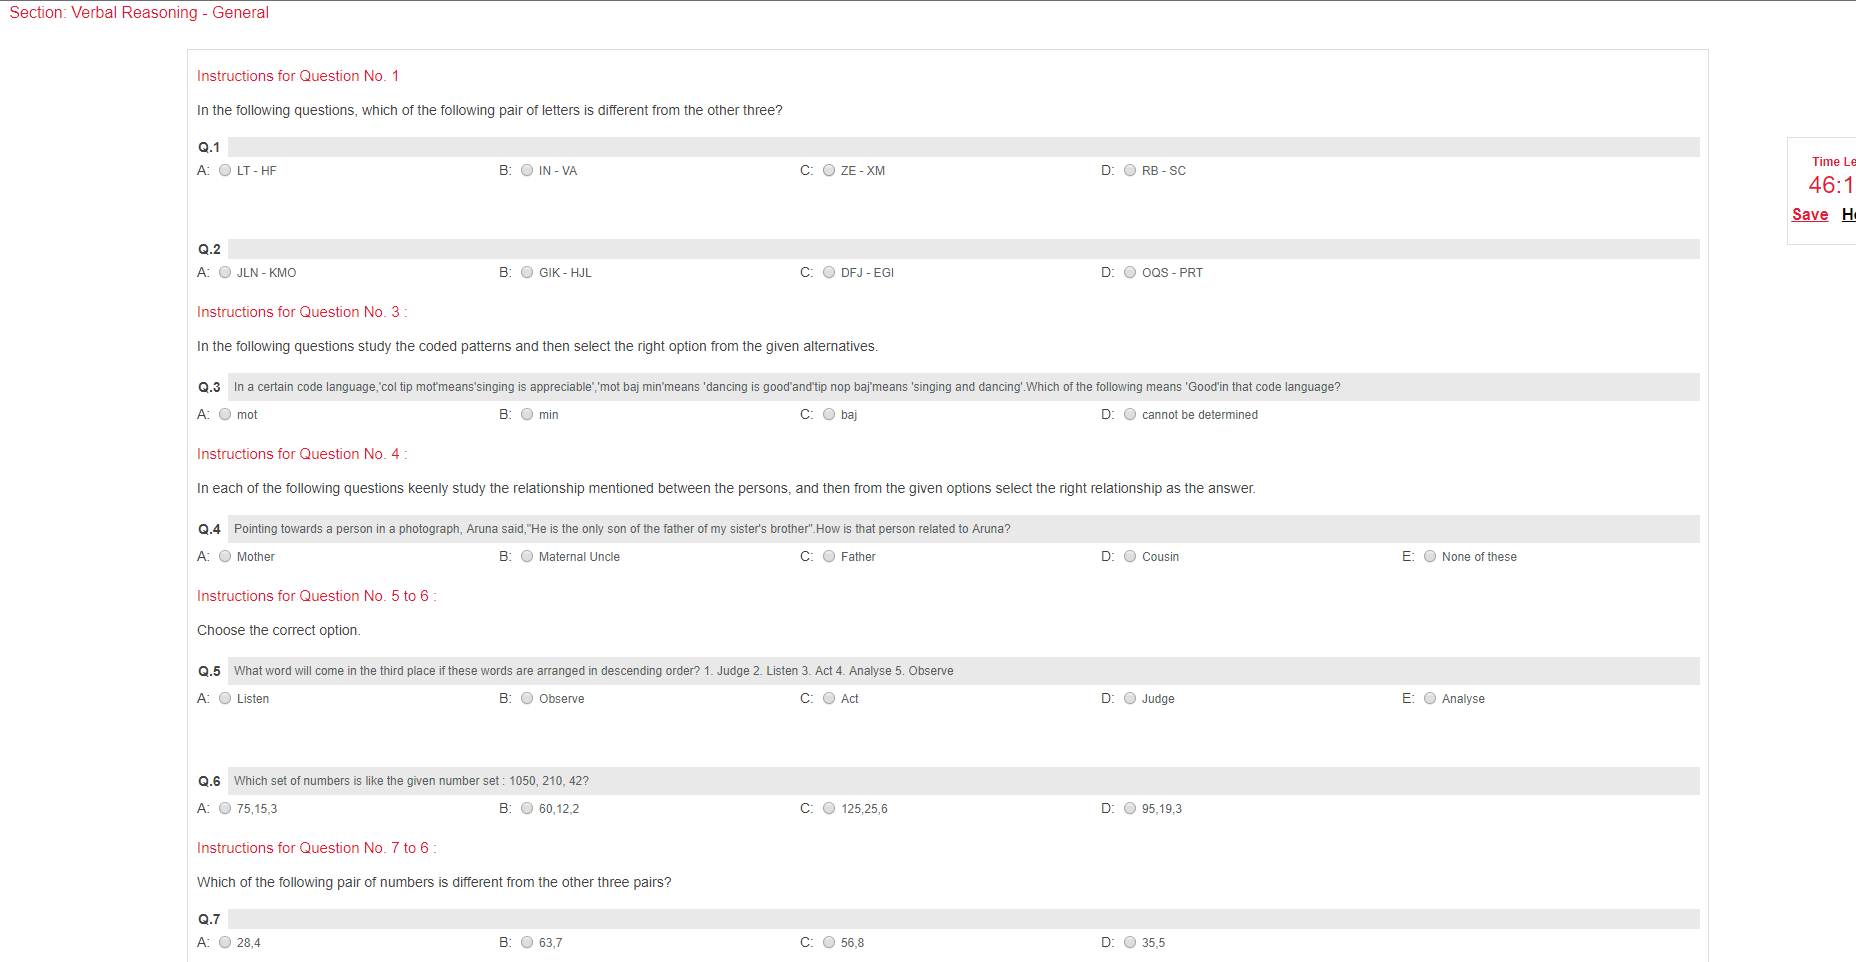 Section: Verbal Reasoning - General
Instructions for Question No. 1
In the following questions, which of the following pair of letters is different from the other three?
Q.1
A: LT - HF B: IN - VA C: ZE - XM D: RB - SC
Time Le
46:1
Save He
Q.2
A: JLN - KMO B: GIK - HJL C: DFJ - EGI D: OQS - PRT
Instructions for Question No. 3 :
In the following questions study the coded patterns and then select the right option from the given alternatives.
Q.3 In a certain code language,'col tip mot'means'singing is appreciable','mot baj min'means 'dancing is good'and'tip nop baj'means 'singing and dancing'.Which of the following means 'Good'in that code language?
A: mot B: min C: baj D: cannot be determined
Instructions for Question No. 4 :
In each of the following questions keenly study the relationship mentioned between the persons, and then from the given options select the right relationship as the answer.
Q.4 Pointing towards a person in a photograph, Aruna said,"He is the only son of the father of my sister's brother".How is that person related to Aruna?
A: Mother B: Maternal Uncle C: Father D: Cousin E: None of these
Instructions for Question No. 5 to 6 :
Choose the correct option.
Q.5 What word will come in the third place if these words are arranged in descending order? 1. Judge 2. Listen 3. Act 4. Analyse 5. Observe
A: Listen B: Observe C: Act D: Judge E: Analyse
Q.6 Which set of numbers is like the given number set : 1050, 210, 42?
A: 75,15,3 B: 60,12,2 C: 125,25,6 D: 95,19,3
Instructions for Question No. 7 to 6 :
Which of the following pair of numbers is different from the other three pairs?
Q.7
A: 28,4 B: 63,7 C: 56,8 D: 35,5